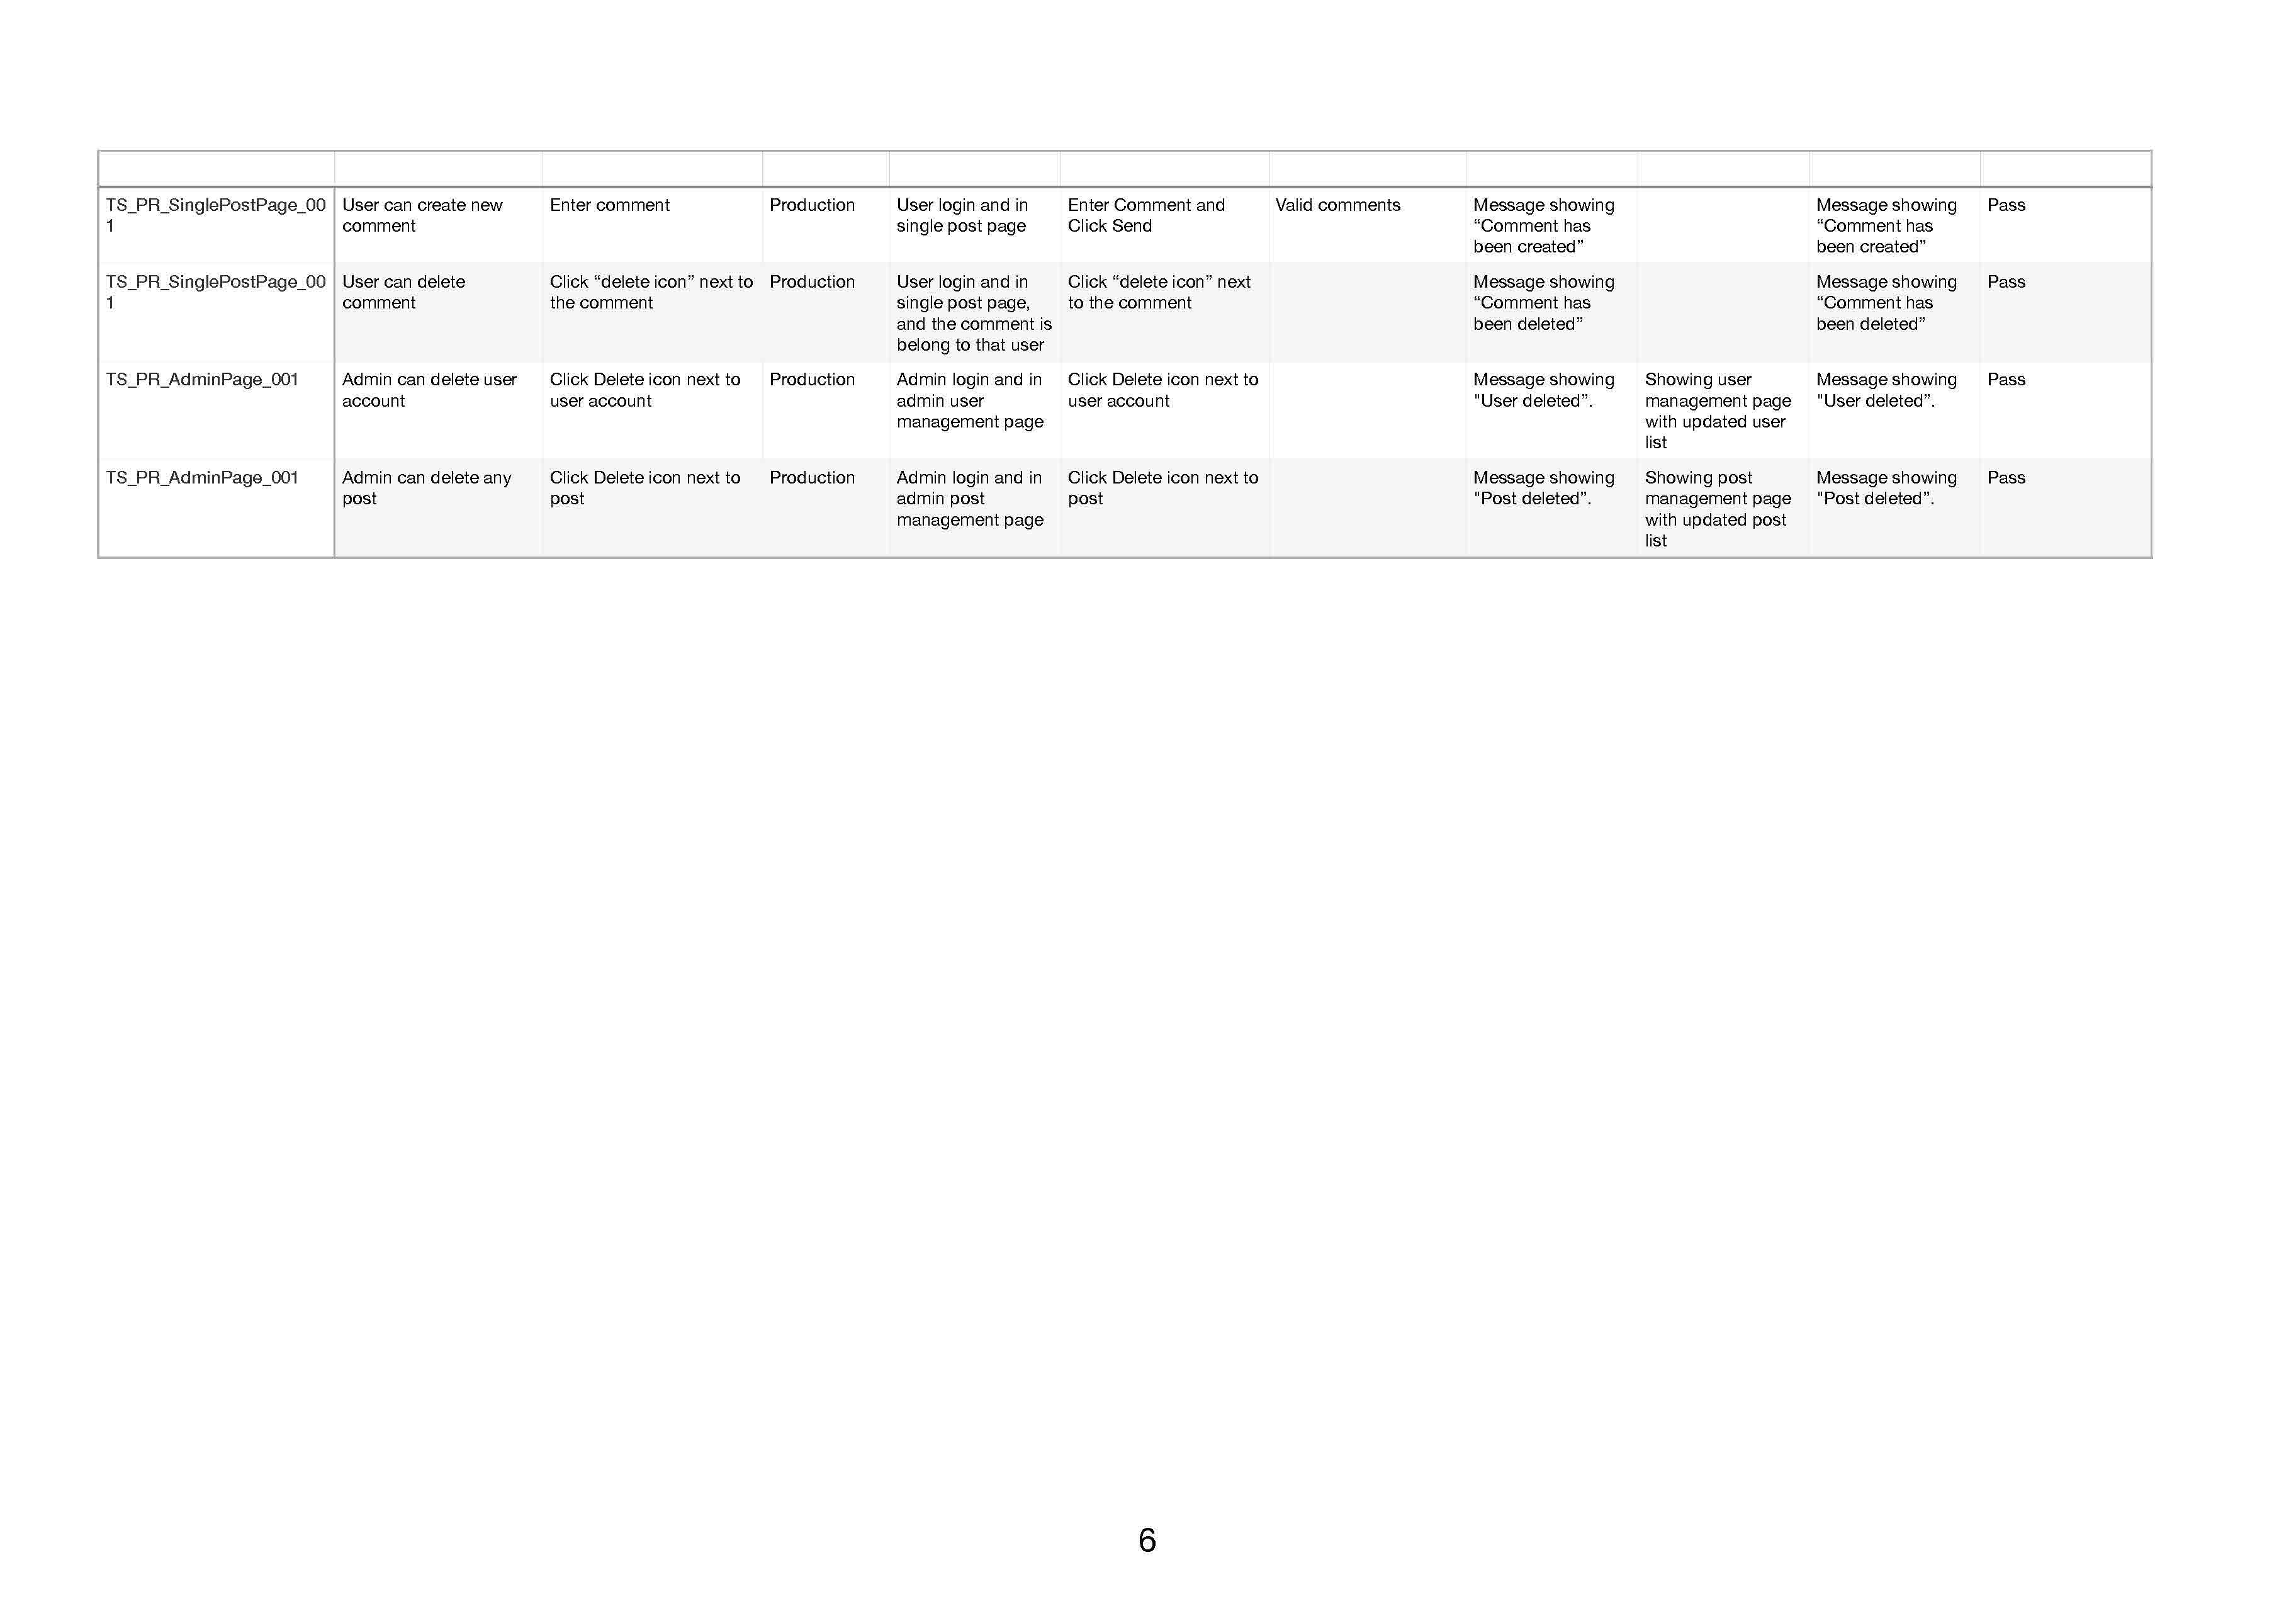 TS_PR_SinglePostPage_00
1
User can create new
comment
Enter comment
Production
User login and in
single post page
Enter Comment and
Click Send
Valid comments
Message showing
“Comment has
been created”
Message showing
“Comment has
been created”
Pass
TS_PR_SinglePostPage_00
1
User can delete
comment
Click “delete icon” next to
the comment
Production
User login and in
single post page,
and the comment is
belong to that user
Click “delete icon” next
to the comment
Message showing
“Comment has
been deleted”
Message showing
“Comment has
been deleted”
Pass
TS_PR_AdminPage_001
Admin can delete user
account
Click Delete icon next to
user account
Production
Admin login and in
admin user
management page
Click Delete icon next to
user account
Message showing
"User deleted”.
Showing user
management page
with updated user
list
Message showing
"User deleted”.
Pass
TS_PR_AdminPage_001
Admin can delete any
post
Click Delete icon next to
post
Production
Admin login and in
admin post
management page
Click Delete icon next to
post
Message showing
"Post deleted”.
Showing post
management page
with updated post
list
Message showing
"Post deleted”.
Pass
6